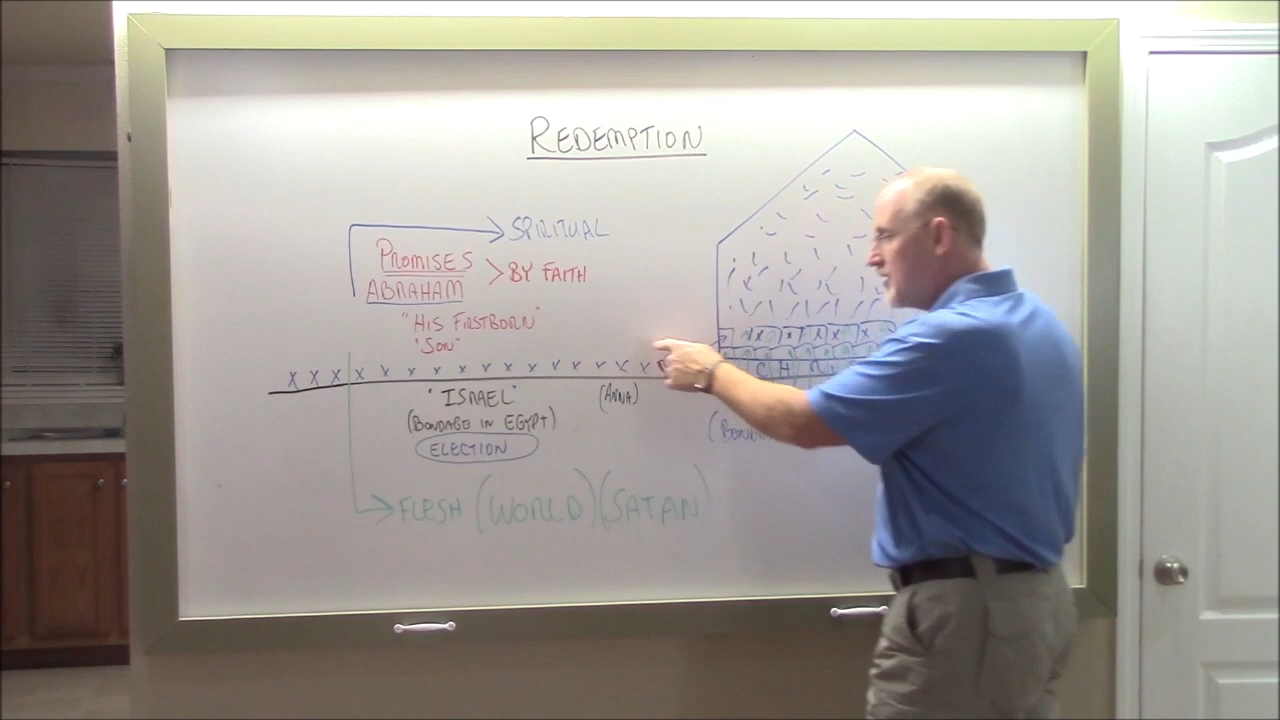 REDEMPTION
SPIRITUAL
PROMISES
ABRAHAM
> BY FAITH
"HIS FIRSTBORN"
"SON"
x x x x x x x x x x x x x x x x
"ISRAEL"
(ANNA)
(BONDAGE IN EGYPT)
ELECTION
FLESH (WORLD) (SATAN)
C H